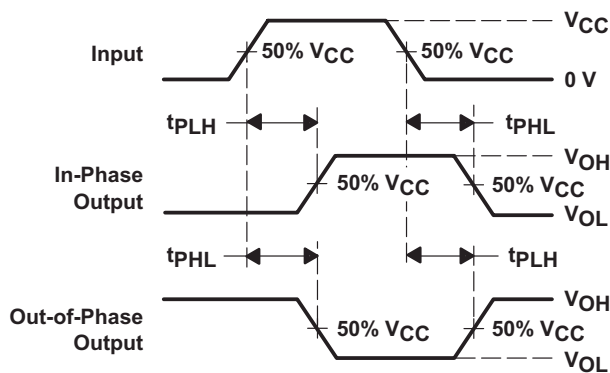 VCC
Input
50% VCC
50% VCC
0 V
tPLH
tPHL
In-Phase
Output
50% VCC
VOH
50% VCC
VOL
tPHL
tPLH
Out-of-Phase
Output
50% VCC
VOH
50% VCC
VOL